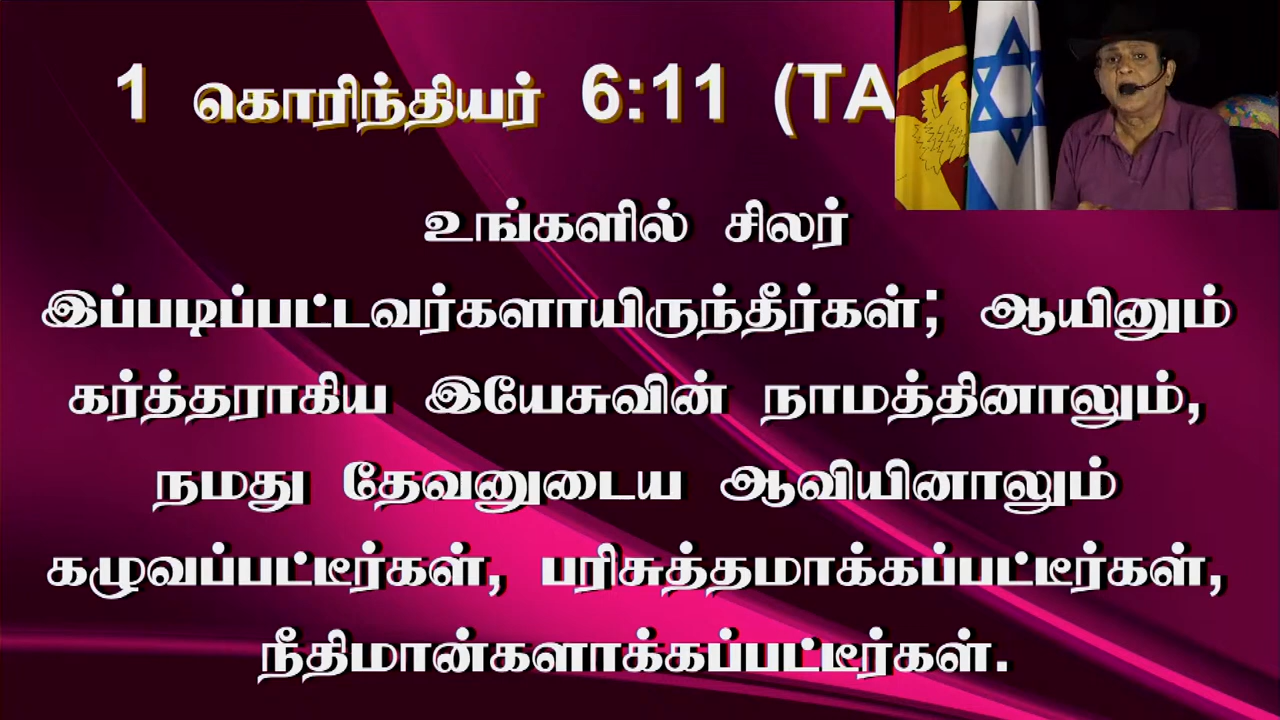 1 கொரிந்தியர் 6:11 (TA
உங்களில் சிலர்
இப்படிப்பட்டவர்களாயிருந்தீர்கள்; ஆயினும்
கர்த்தராகிய இயேசுவின் நாமத்தினாலும்,
நமது தேவனுடைய ஆவியினாலும்
கழுவப்பட்டீர்கள், பரிசுத்தமாக்கப்பட்டீர்கள்,
நீதிமான்களாக்கப்பட்டீர்கள்.